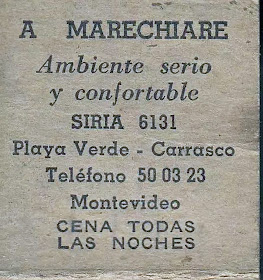 A MARECHIARE
Ambiente serio
y confortable
SIRIA 6131
Playa Verde - Carrasco
Teléfono 50 03 23
Montevideo
CENA TODAS
LAS NOCHES